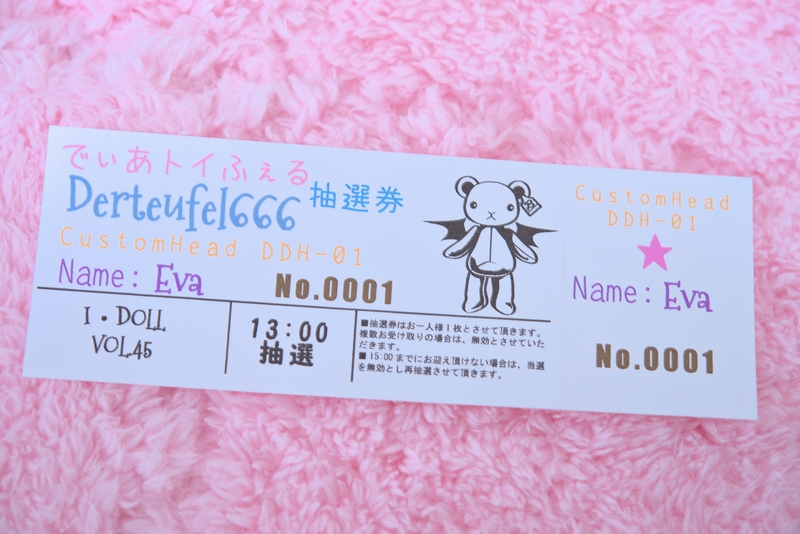 でぃあトイふぇる
Derteufel666 抽選券
CustomHead DDH-01
Name: Eva
No.0001
I・DOLL
VOL.45
13:00
抽選
■抽選券はお一人様1枚とさせて頂きます。
複数お受け取りの場合は、無効とさせていた
だきます。
■15:00までにお迎え頂けない場合は、当選
を無効とし再抽選させて頂きます。
CustomHead
DDH-01
Name: Eva
No.0001